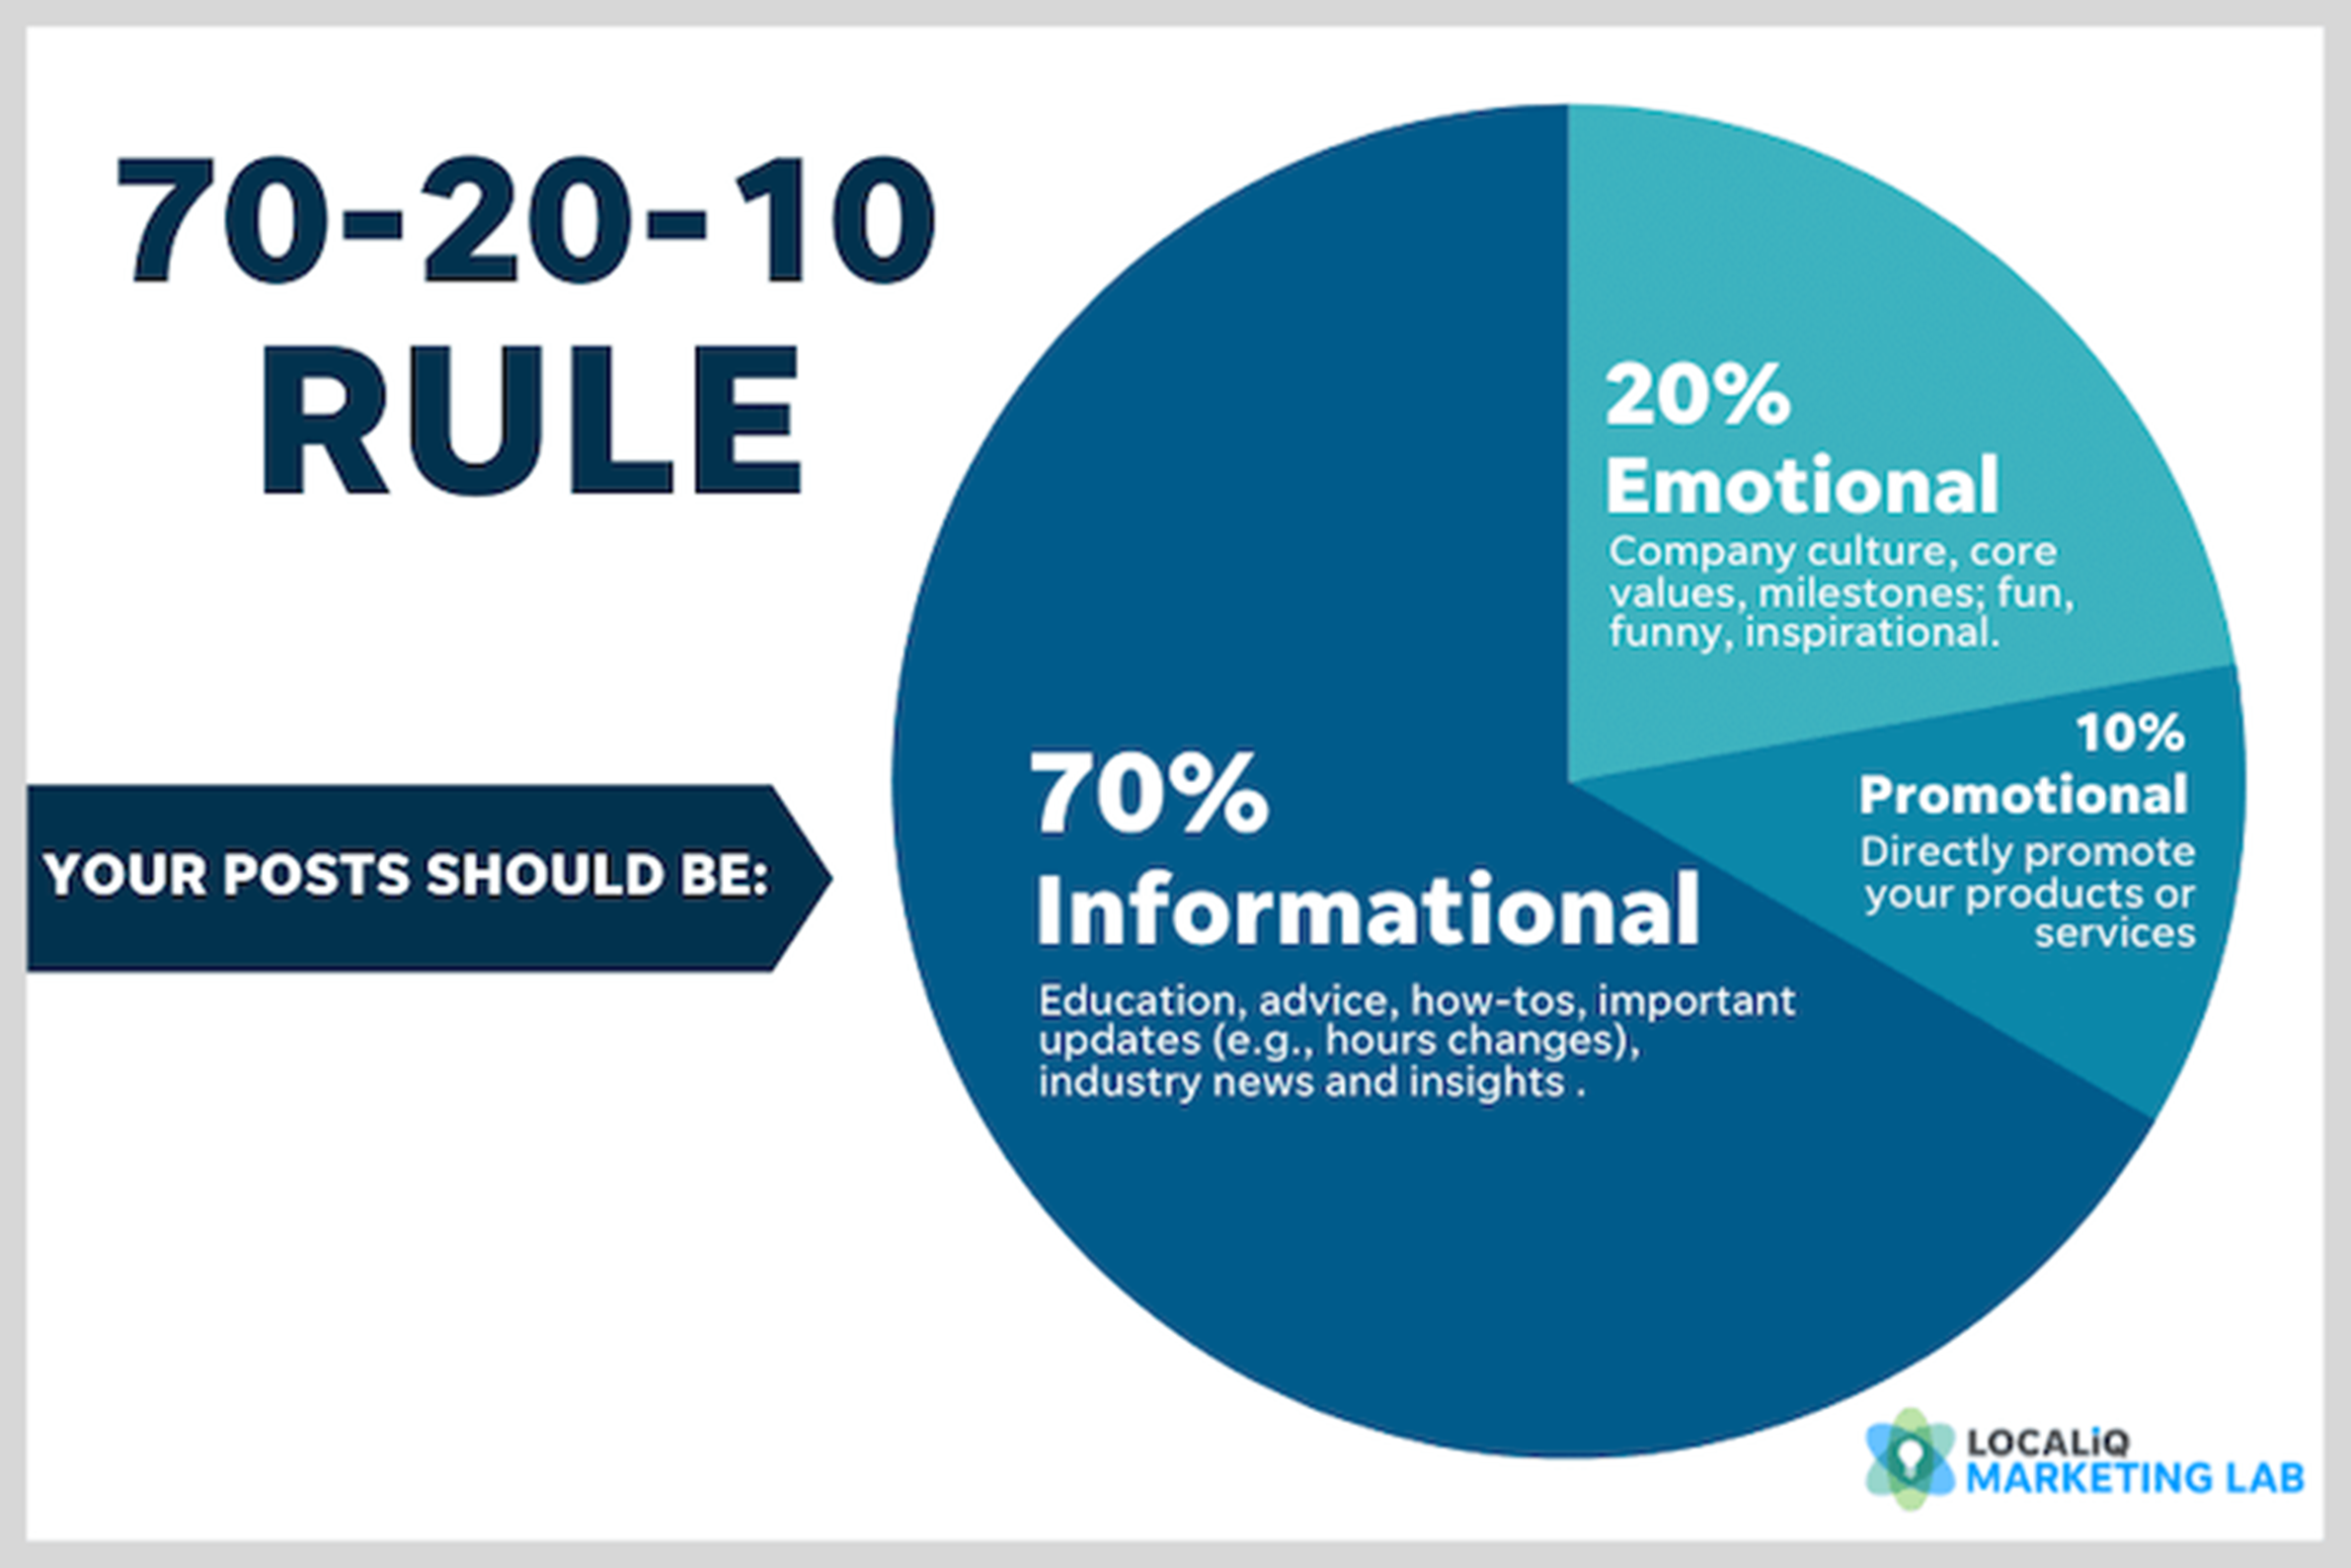 70-20-10
RULE
YOUR POSTS SHOULD BE:
20%
Emotional
Company culture, core
values, milestones; fun,
funny, inspirational.
10%
Promotional
Directly promote
your products or
services
70%
Informational
Education, advice, how-tos, important
updates (e.g., hours changes),
industry news and insights .
LOCALiQ
MARKETING LAB